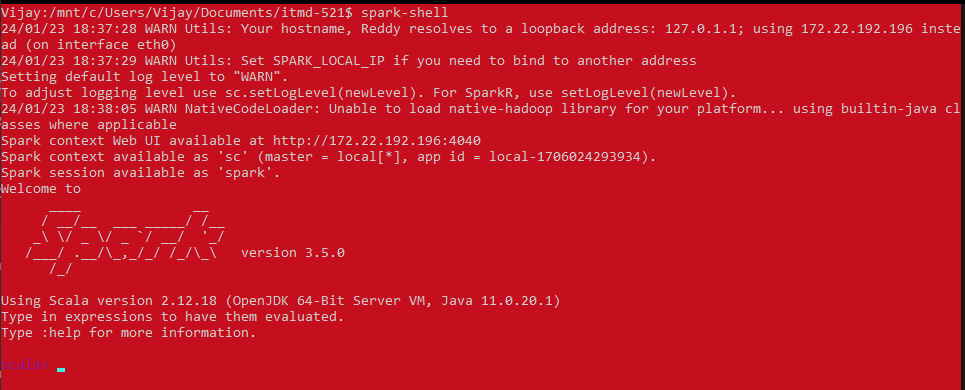 Vijay:/mnt/c/Users/Vijay/Documents/itmd-521$ spark-shell
24/01/23 18:37:28 WARN Utils: Your hostname, Reddy resolves to a loopback address: 127.0.1.1; using 172.22.192.196 inste
ad (on interface eth0)
24/01/23 18:37:29 WARN Utils: Set SPARK_LOCAL_IP if you need to bind to another address
Setting default log level to "WARN".
To adjust logging level use sc.setLogLevel(newLevel). For SparkR, use setLogLevel(newLevel).
24/01/23 18:38:05 WARN NativeCodeLoader: Unable to load native-hadoop library for your platform... using builtin-java cl
asses where applicable
Spark context Web UI available at http://172.22.192.196:4040
Spark context available as 'sc' (master = local[*], app id = local-1706024293934).
Spark session available as 'spark'.
Welcome to
      ____              __
     / __/__  ___ _____/ /__
    _\ \/ _ \/ _ `/ __/  '_/
   /___/ .__/\_,_/_/ /_/\_\   version 3.5.0
      /_/
Using Scala version 2.12.18 (OpenJDK 64-Bit Server VM, Java 11.0.20.1)
Type in expressions to have them evaluated.
Type :help for more information.
scala>